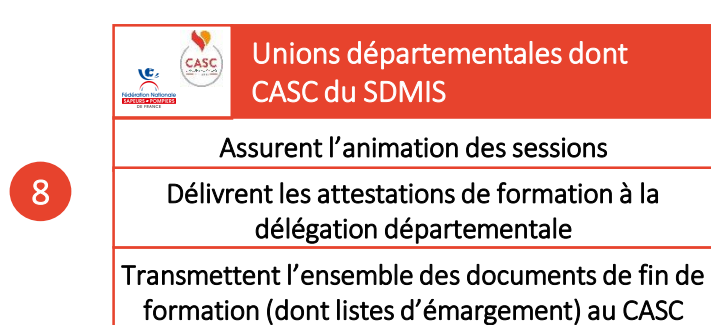 Unions départementales dont
CASC du SDMIS
CASC
Fédération Nationale
SAPEURS-POMPIERS
DE FRANCE
Assurent l’animation des sessions
8
Délivrent les attestations de formation à la
délégation départementale
Transmettent l’ensemble des documents de fin de
formation (dont listes d’émargement) au CASC